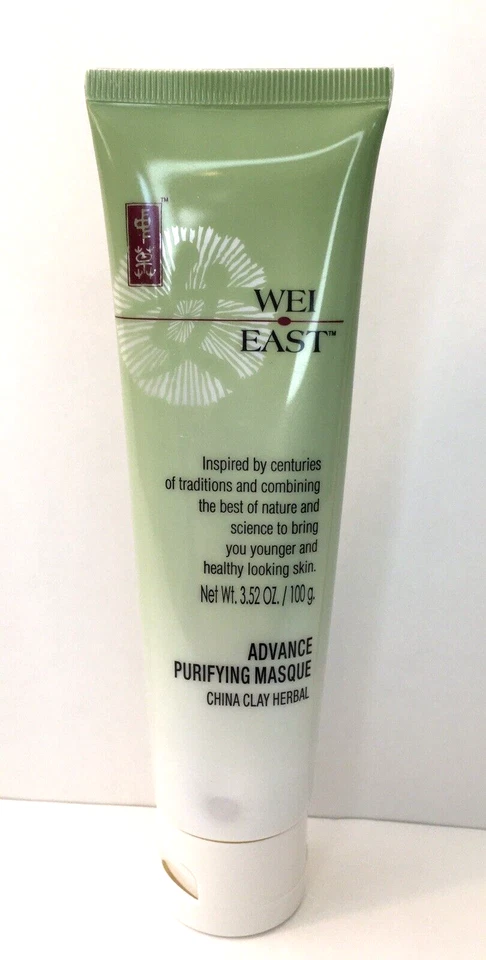 ™
WEI
EAST™
Inspired by centuries
of traditions and combining
the best of nature and
science to bring
you younger and
healthy looking skin.
Net Wt. 3.52 OZ. / 100 g.
ADVANCE
PURIFYING MASQUE
CHINA CLAY HERBAL